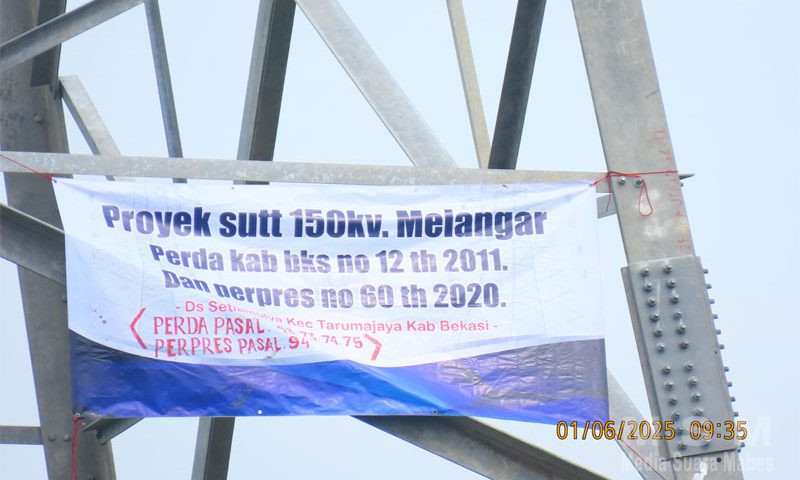 Proyek sutt 150kv. Melangar
Perda kab bks no 12 th 2011.
Dan perpres no 60 th 2020.
- Ds Kec Tarumajaya Kab Bekasi -
PERDA PASAL. 73.
PERPRES PASAL. 94 74.75
01/06/2025 09:35
Media Suara Mabes